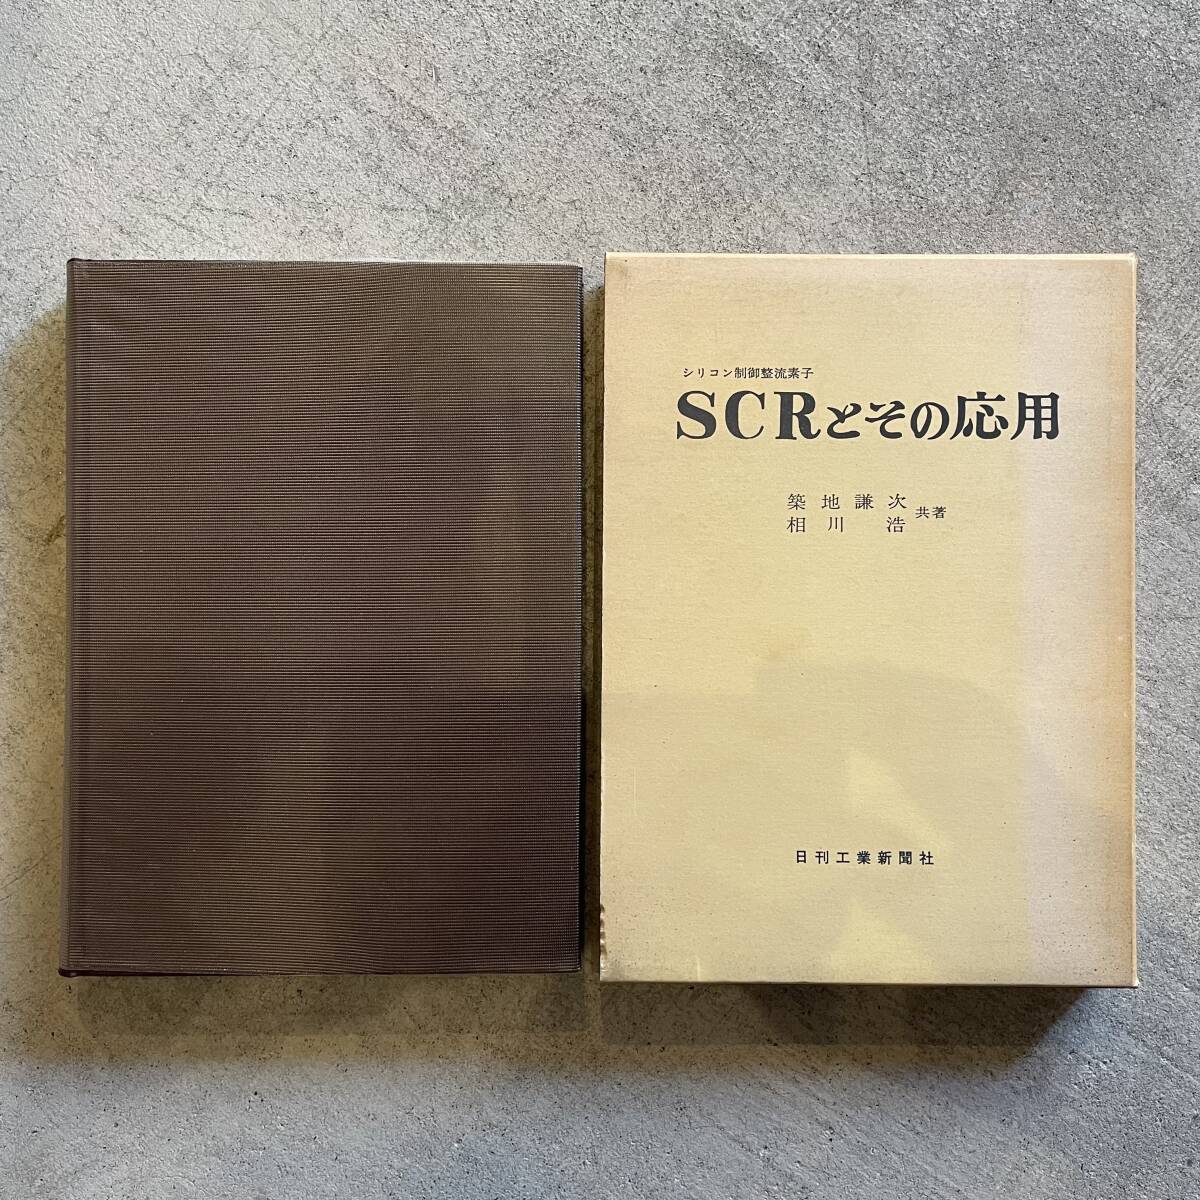 シリコン制御整流素子
SCRとその応用
築地謙次
相川浩 共著
日刊工業新聞社